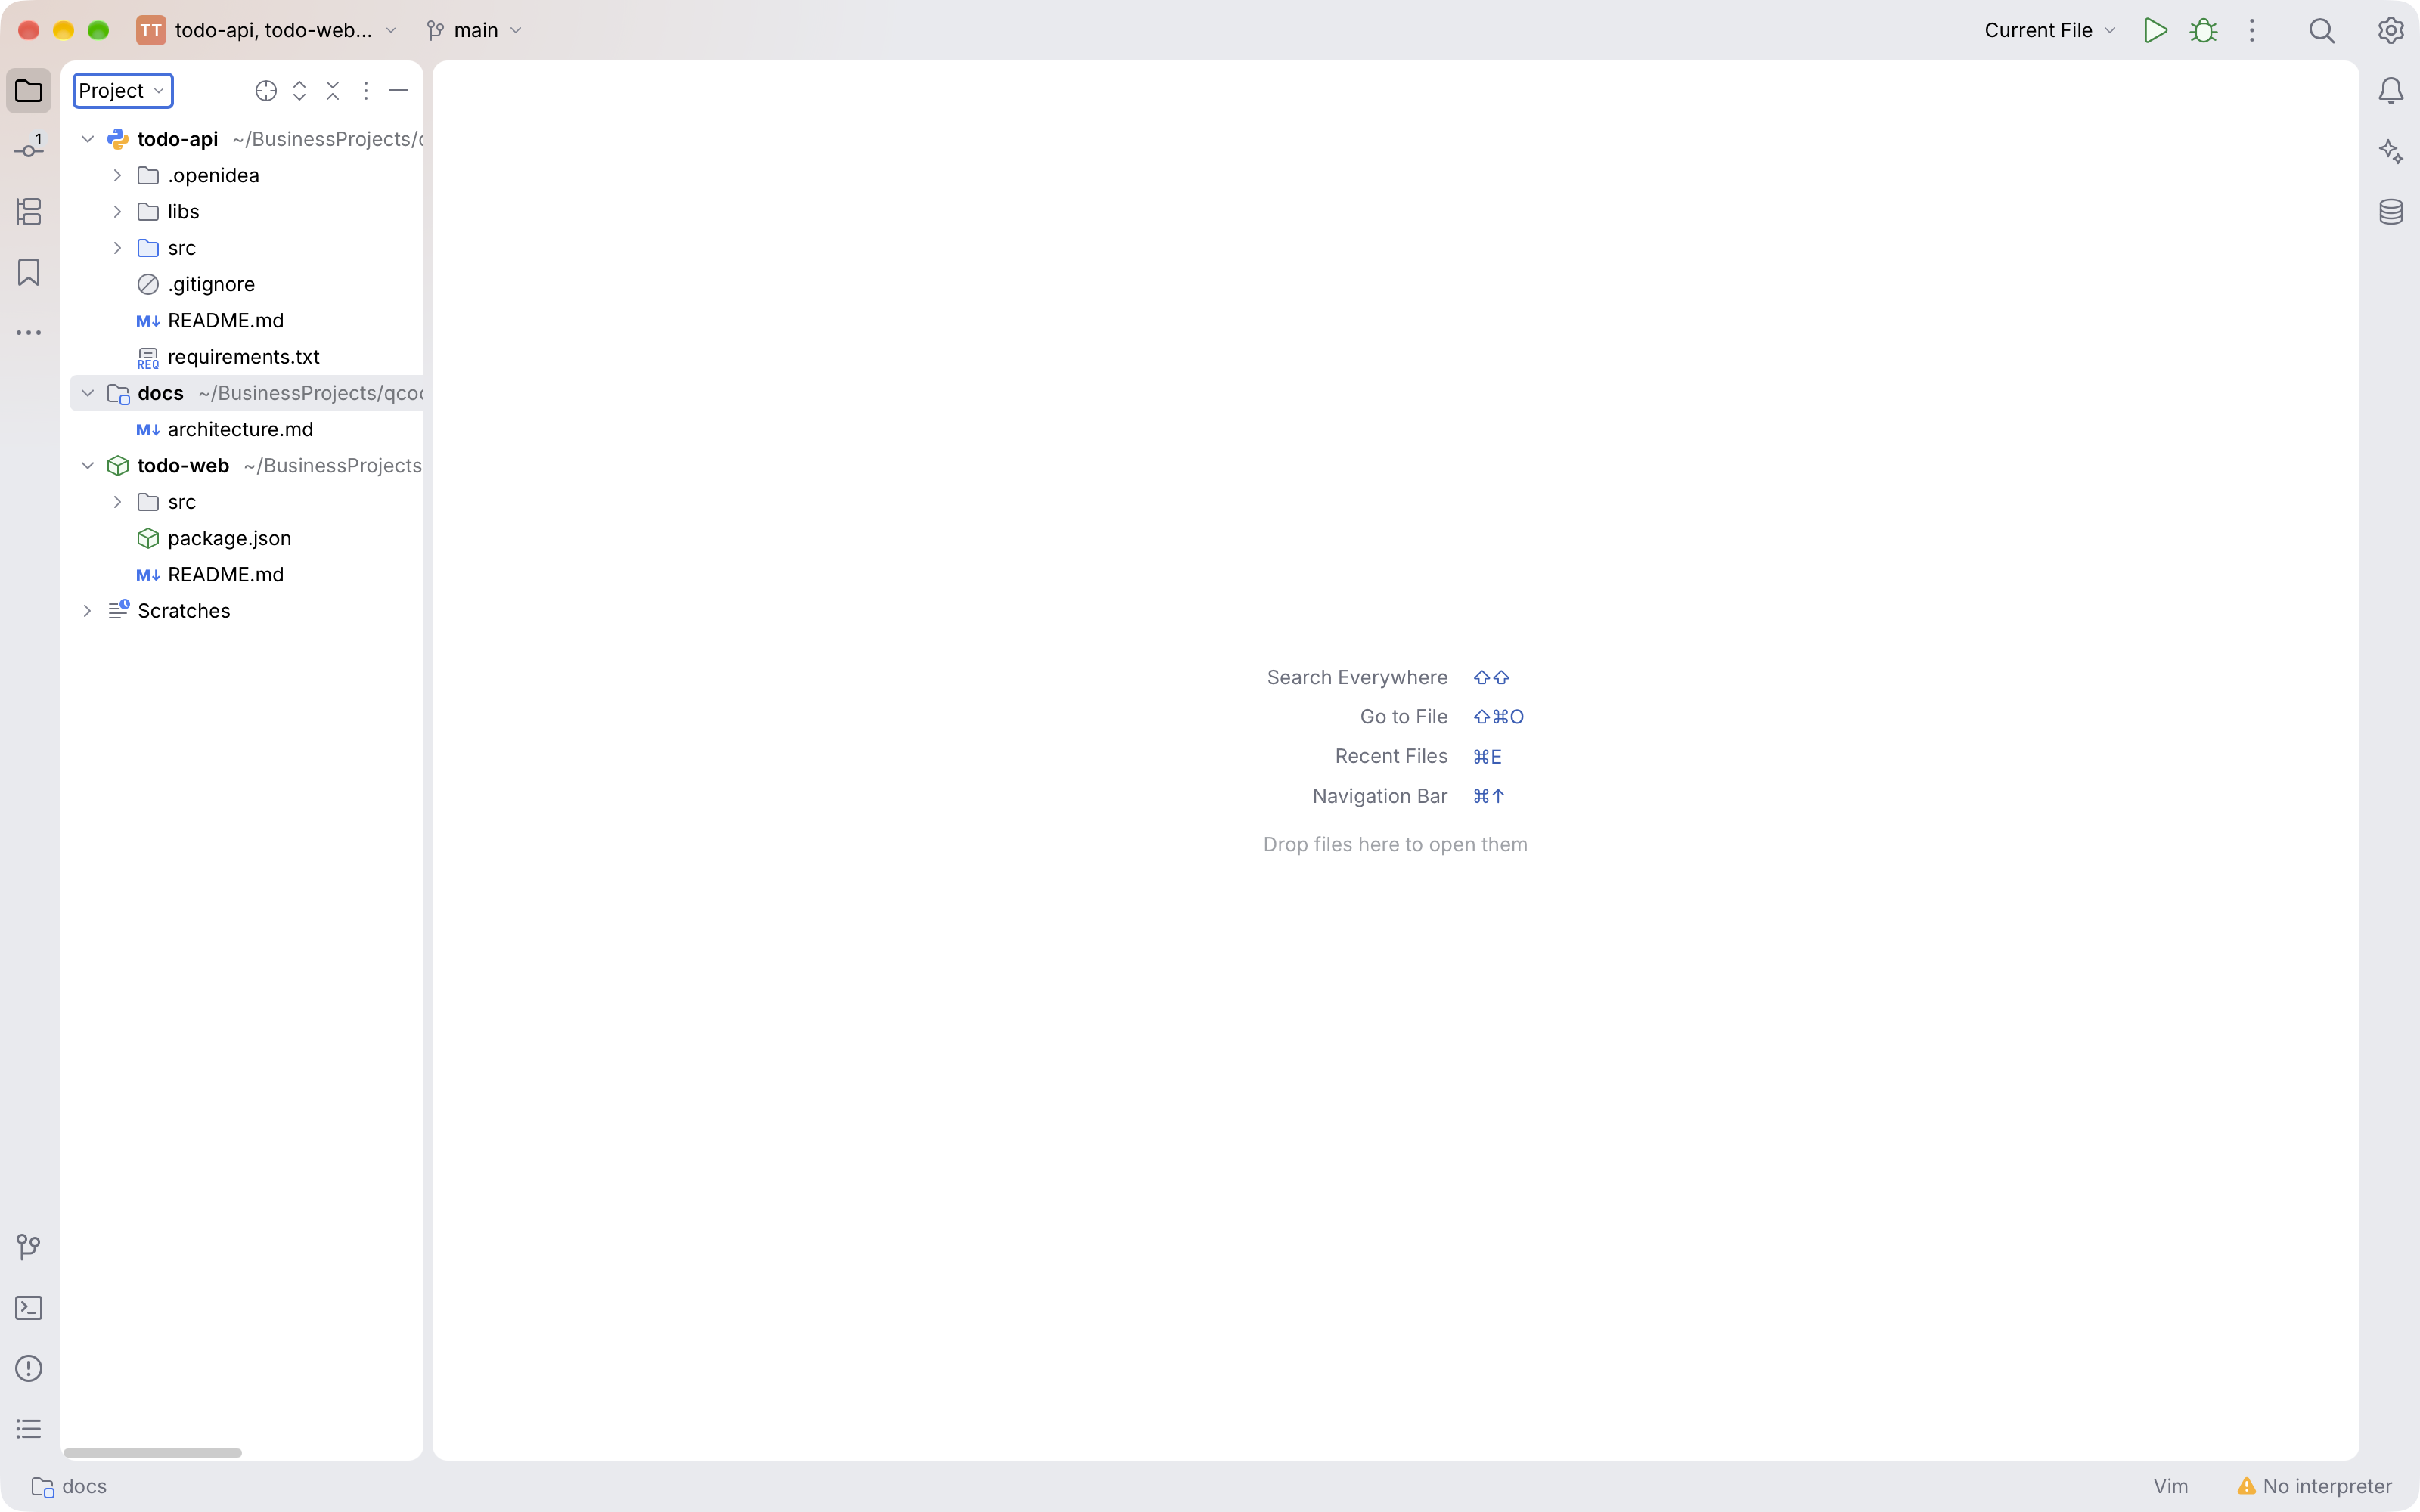 TT todo-api, todo-web... main Current File
Project
1
todo-api ~/BusinessProjects/
.openidea
libs
src
.gitignore
M↓ README.md
REQ requirements.txt
docs ~/BusinessProjects/qco
M↓ architecture.md
todo-web ~/BusinessProjects
src
package.json
M↓ README.md
Scratches
Search Everywhere ⇧⇧
Go to File ⇧⌘O
Recent Files ⌘E
Navigation Bar ⌘↑
Drop files here to open them
docs Vim No interpreter